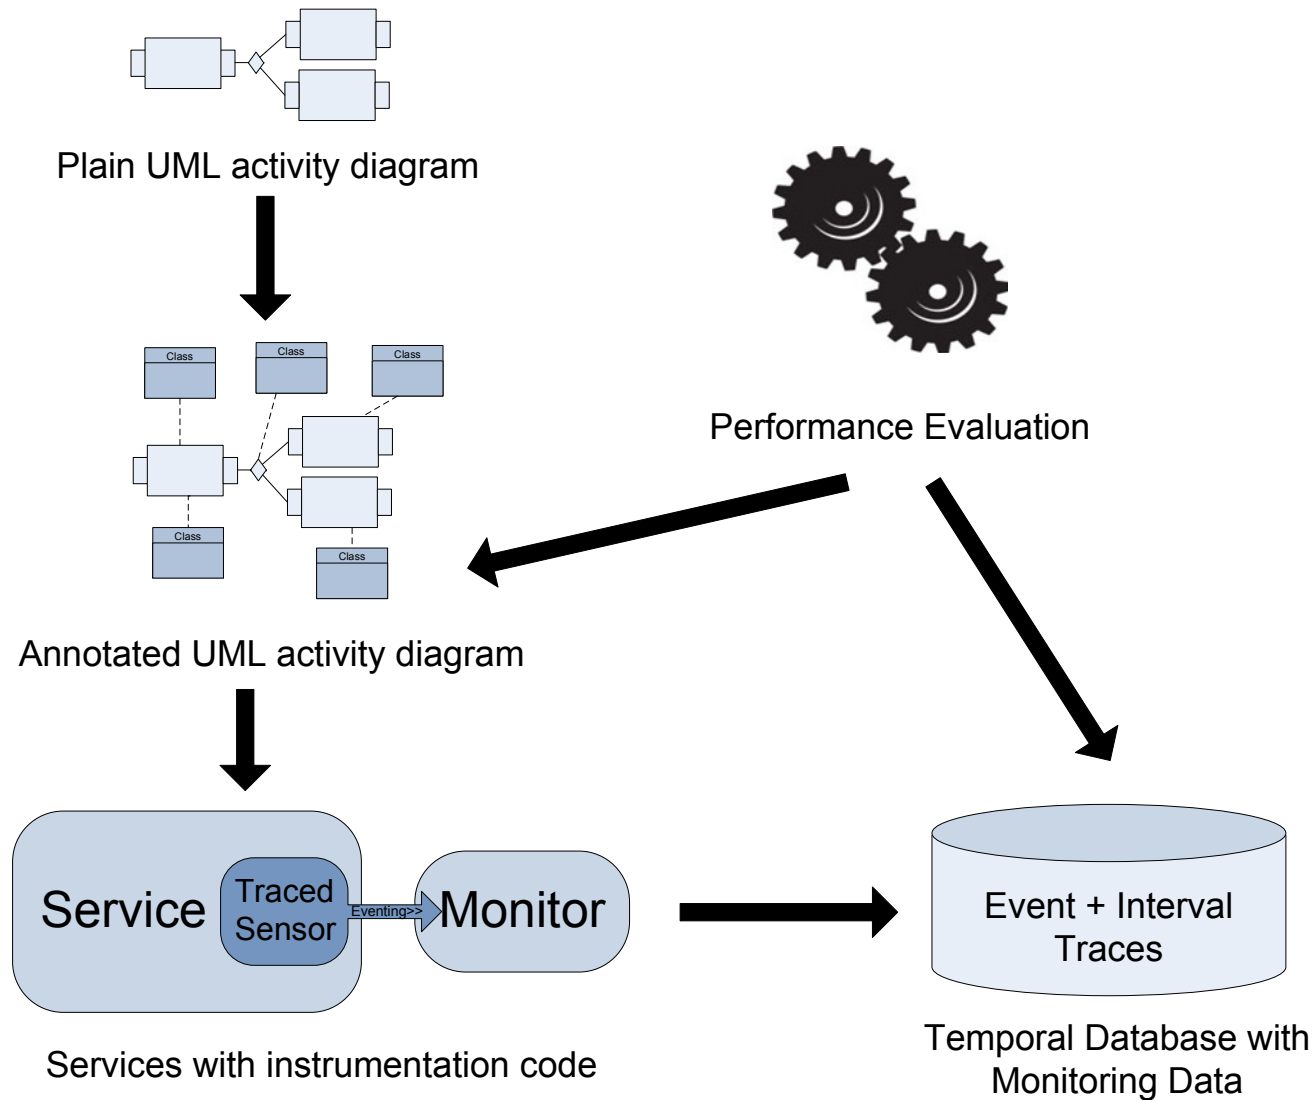 Plain UML activity diagram
Class
Class
Class
Class
Class
Annotated UML activity diagram
Performance Evaluation
Service
Traced
Sensor
Eventing>>
Monitor
Services with instrumentation code
Event + Interval
Traces
Temporal Database with
Monitoring Data